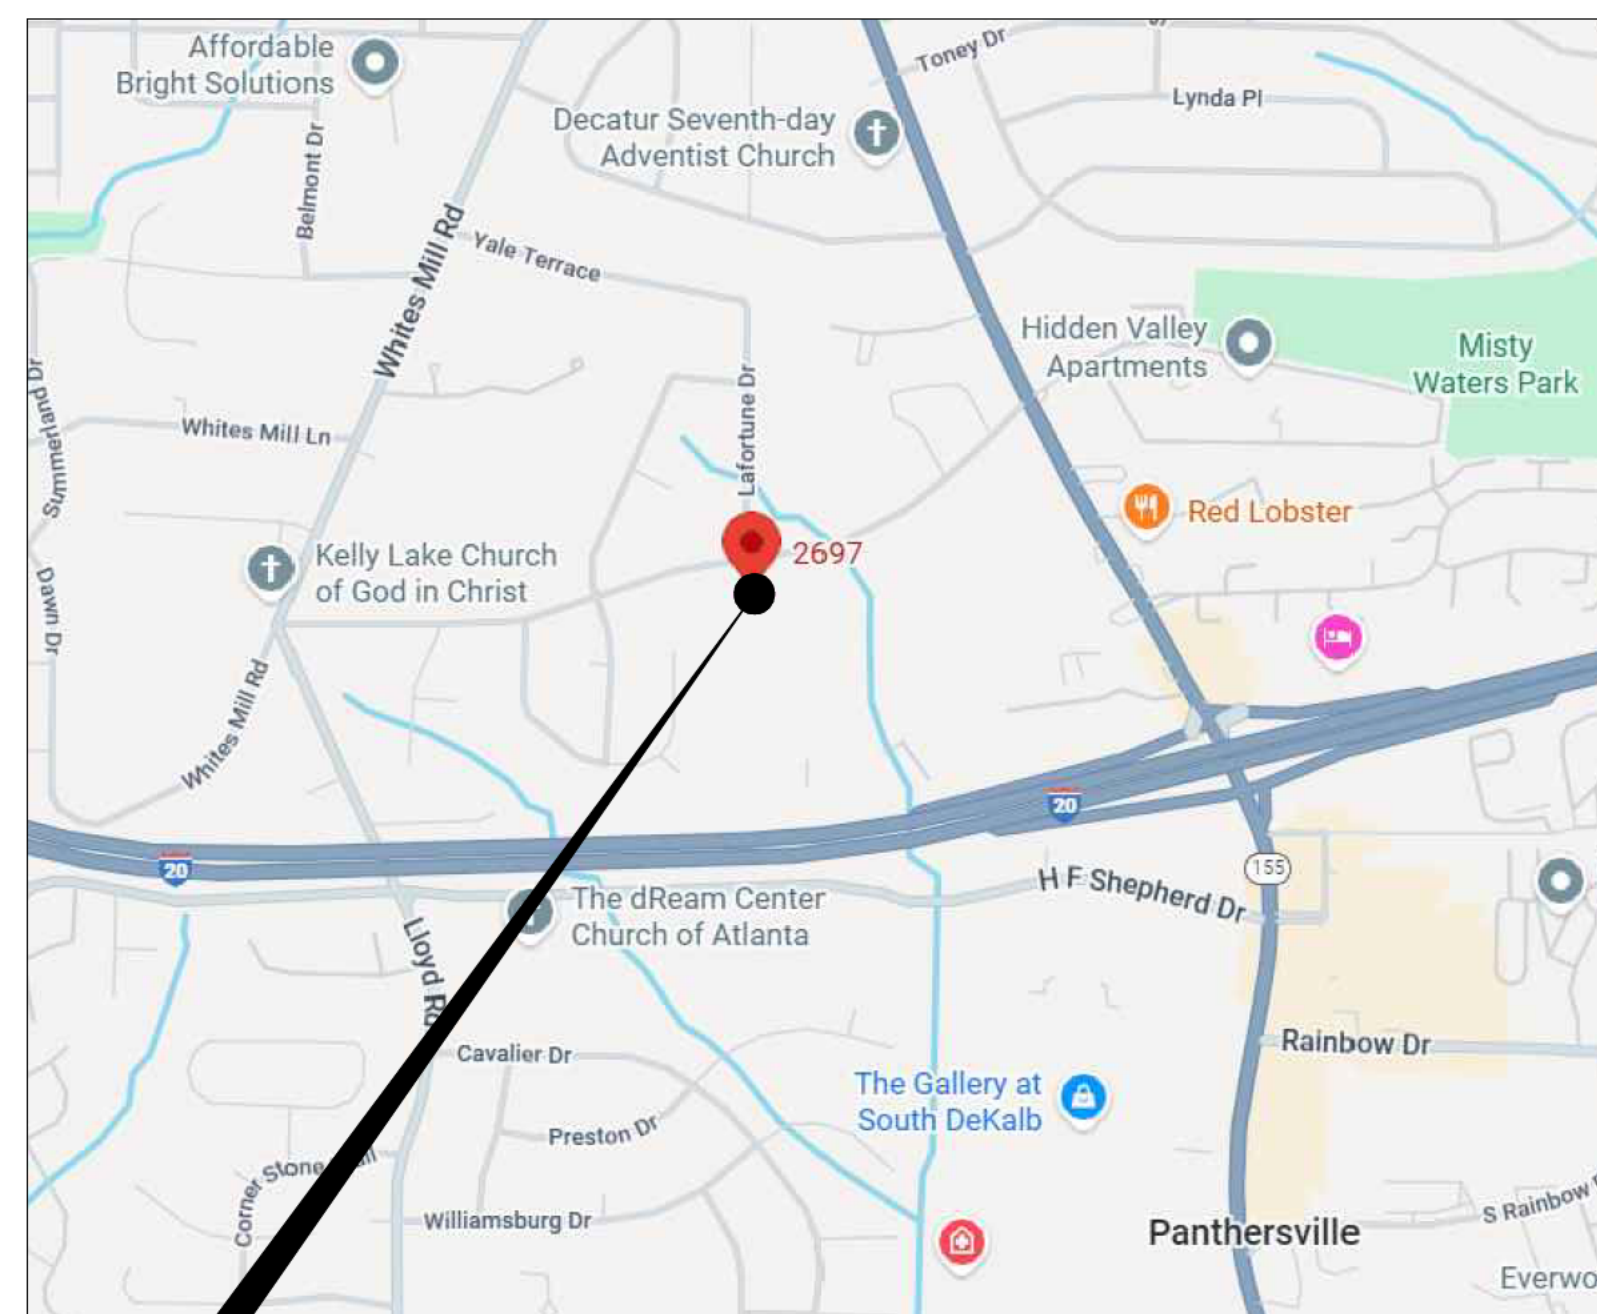 Affordable
Bright Solutions
Toney Dr
Lynda Pl
Decatur Seventh-day
Adventist Church
Belmont Dr
Whites Mill Rd
Yale Terrace
Hidden Valley
Apartments
Misty
Waters Park
Summerland Dr
Whites Mill Ln
Lafortune Dr
Red Lobster
Kelly Lake Church
of God in Christ
2697
Dawn Dr
Whites Mill Rd
20
20
155
H F Shepherd Dr
The dReam Center
Church of Atlanta
Lloyd Rd
Cavalier Dr
Rainbow Dr
The Gallery at
South DeKalb
Preston Dr
Corner Stone
Williamsburg Dr
S Rainbow
Panthersville
Everwo